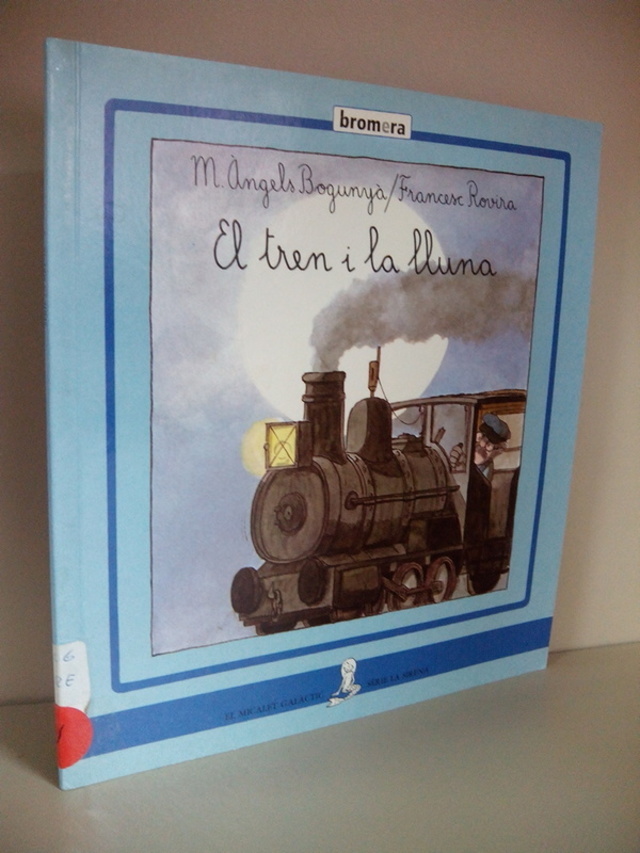 bromera
M. Àngels Bogunyà/Francesc Rovira
El tren i la lluna
EL MICALET GALÀCTIC
SÈRIE LA SIRENA